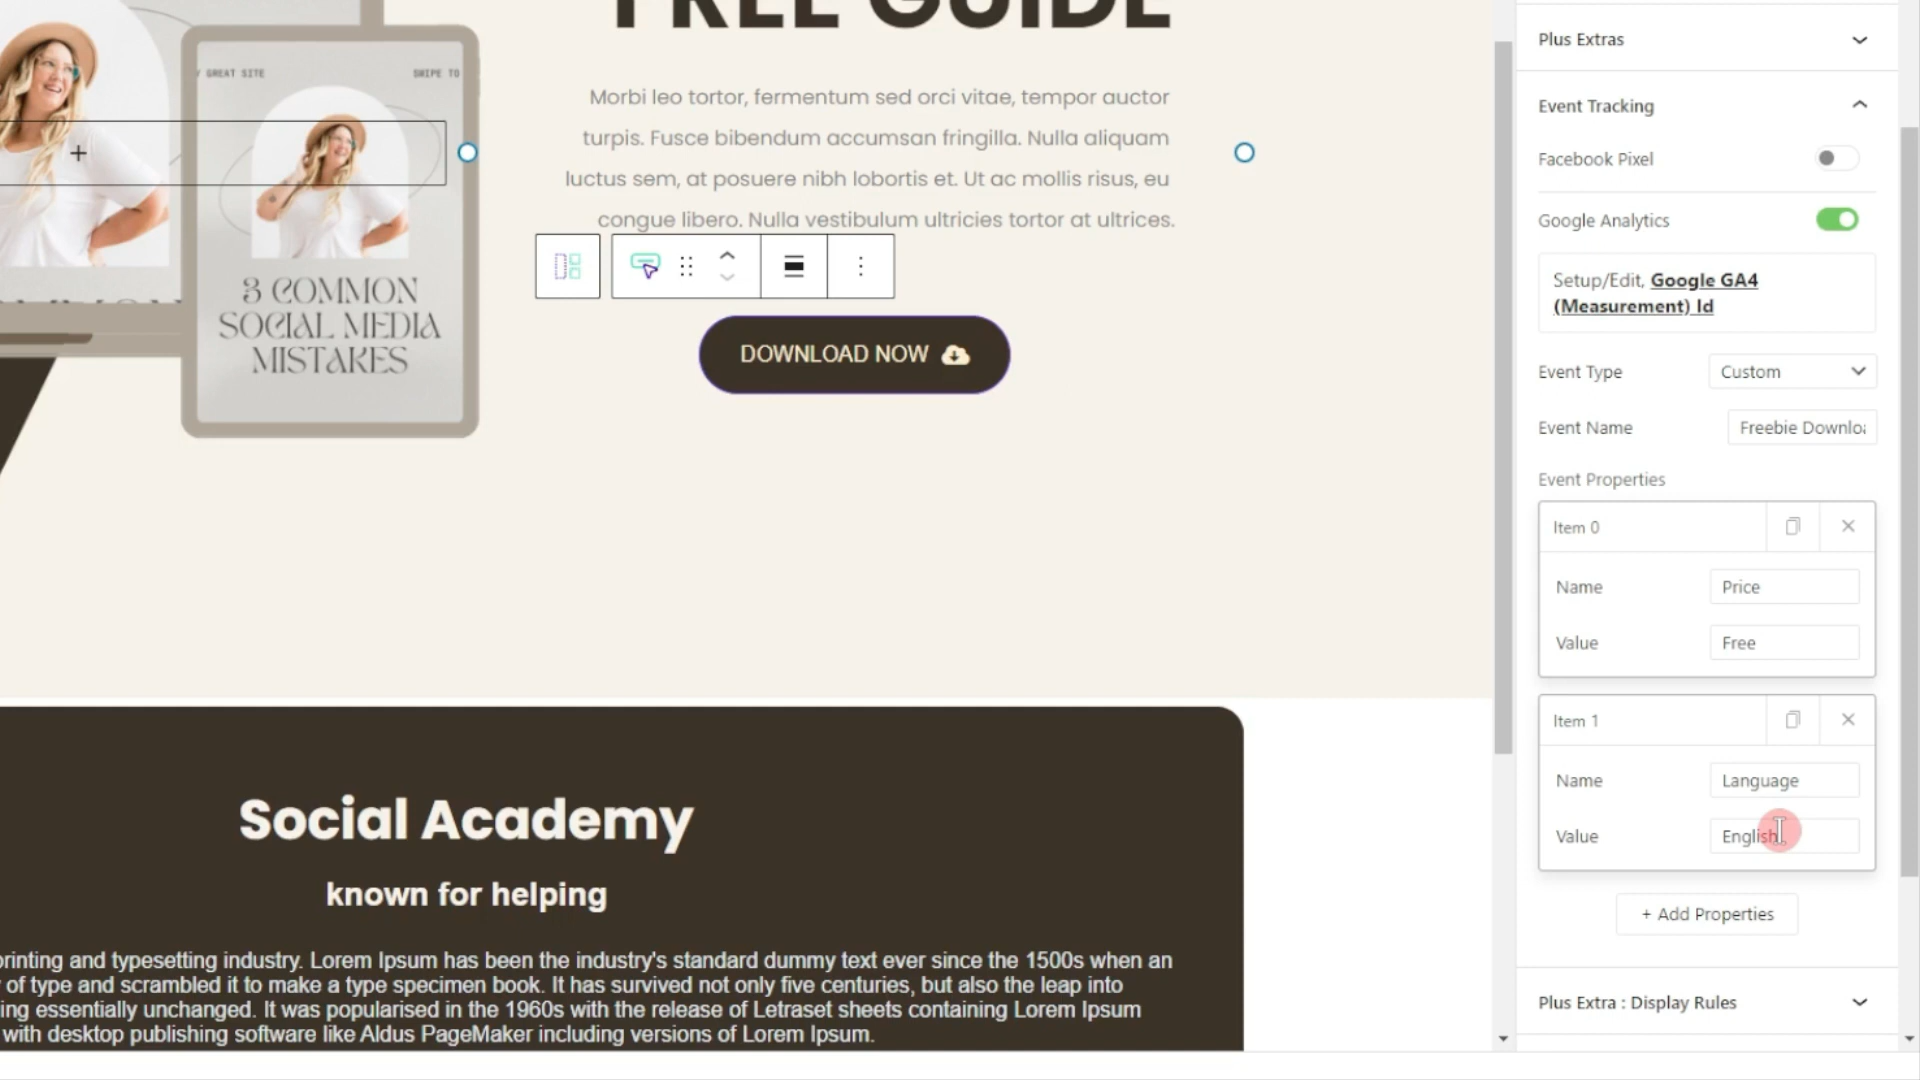 FREE GUIDE
GREAT SITE
SWIPE TO
Morbi leo tortor, fermentum sed orci vitae, tempor auctor
turpis. Fusce bibendum accumsan fringilla. Nulla aliquam
luctus sem, at posuere nibh lobortis et. Ut ac mollis risus, eu
congue libero. Nulla vestibulum ultricies tortor at ultrices.
3 COMMON
SOCIAL MEDIA
MISTAKES
DOWNLOAD NOW
Social Academy
known for helping
printing and typesetting industry. Lorem Ipsum has been the industry's standard dummy text ever since the 1500s when an
of type and scrambled it to make a type specimen book. It has survived not only five centuries, but also the leap into
ing essentially unchanged. It was popularised in the 1960s with the release of Letraset sheets containing Lorem Ipsum
with desktop publishing software like Aldus PageMaker including versions of Lorem Ipsum.
Plus Extras
Event Tracking
Facebook Pixel
Google Analytics
Setup/Edit, Google GA4
(Measurement) Id
Event Type
Custom
Event Name
Freebie Downloa
Event Properties
Item 0
Name
Price
Value
Free
Item 1
Name
Language
Value
English
+ Add Properties
Plus Extra : Display Rules